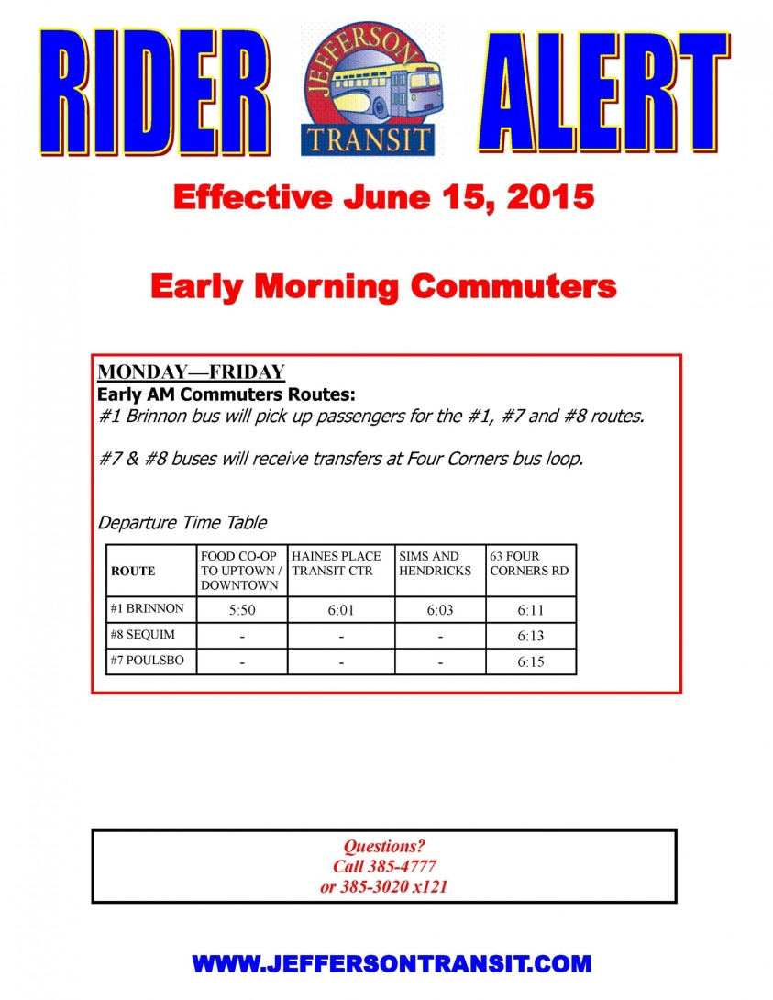 RIDER JEFFERSON TRANSIT ALERT
Effective June 15, 2015
Early Morning Commuters
MONDAY—FRIDAY
Early AM Commuters Routes:
#1 Brinnon bus will pick up passengers for the #1, #7 and #8 routes.
#7 & #8 buses will receive transfers at Four Corners bus loop.
Departure Time Table
ROUTE FOOD CO-OP TO UPTOWN / DOWNTOWN HAINES PLACE TRANSIT CTR SIMS AND HENDRICKS 63 FOUR CORNERS RD
#1 BRINNON 5:50 6:01 6:03 6:11
#8 SEQUIM - - - 6:13
#7 POULSBO - - - 6:15
Questions?
Call 385-4777
or 385-3020 x121
WWW.JEFFERSONTRANSIT.COM